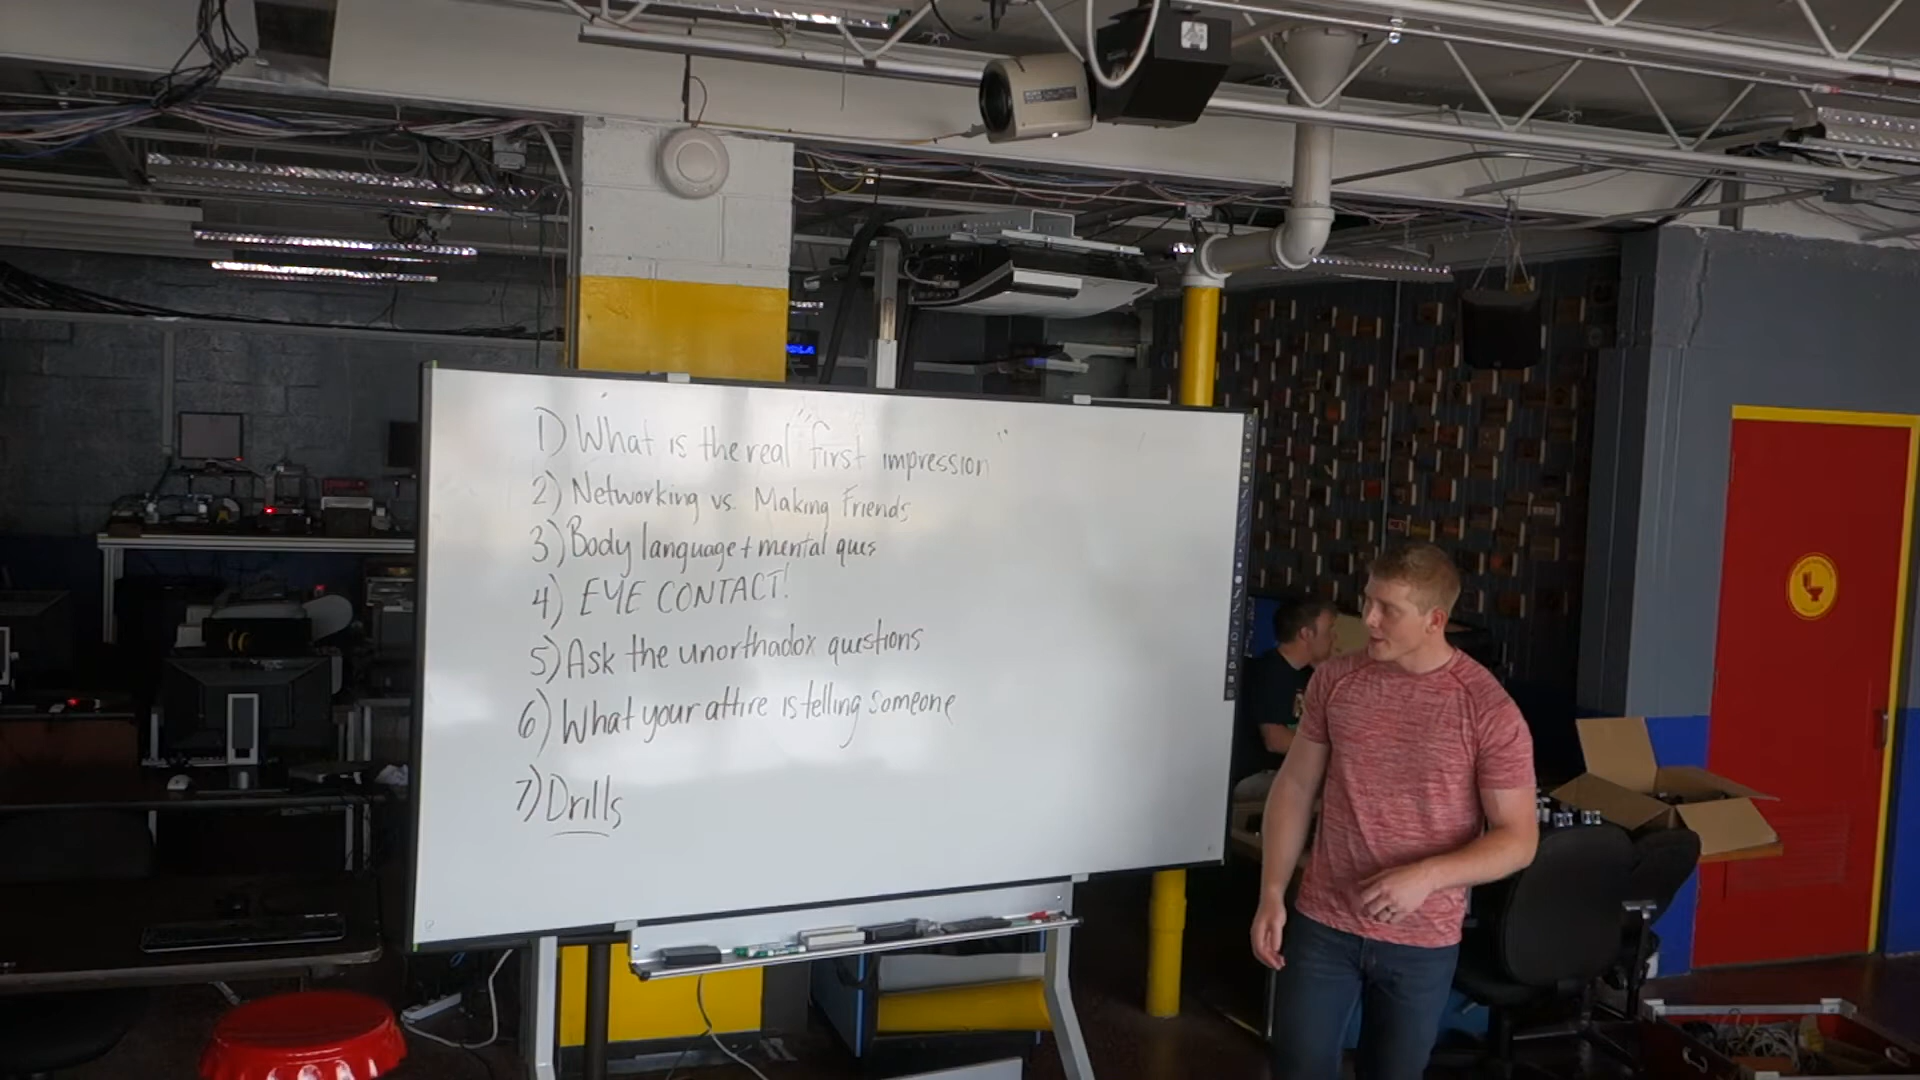 1) What is the real "first impression"
2) Networking vs. Making Friends
3) Body language + mental ques
4) EYE CONTACT!
5) Ask the unorthadox questions
6) What your attire is telling someone
7) Drills